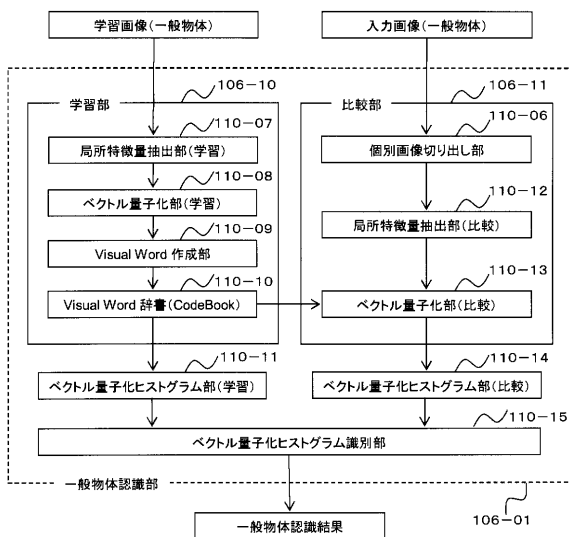 学習画像(一般物体)
入力画像(一般物体)
106-10
106-11
学習部
比較部
110-07
110-06
局所特徴量抽出部(学習)
個別画像切り出し部
110-08
ベクトル量子化部(学習)
110-12
局所特徴量抽出部(比較)
110-09
Visual Word 作成部
110-10
110-13
Visual Word 辞書(CodeBook)
ベクトル量子化部(比較)
110-11
110-14
ベクトル量子化ヒストグラム部(学習)
ベクトル量子化ヒストグラム部(比較)
110-15
ベクトル量子化ヒストグラム識別部
一般物体認識部
106-01
一般物体認識結果